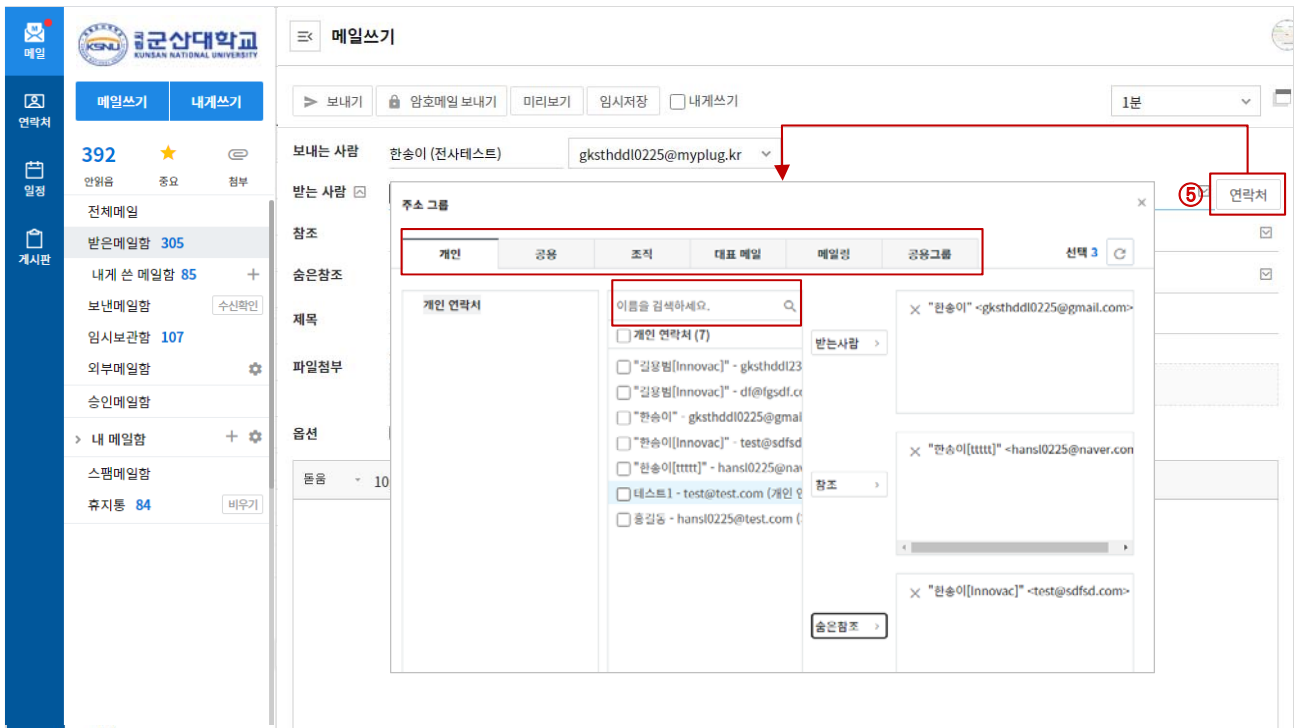 메일
연락처
일정
게시판
국립군산대학교
KSNU
KUNSAN NATIONAL UNIVERSITY
메일쓰기 내게쓰기
392
안읽음 중요 첨부
전체메일
받은메일함 305
내게 쓴 메일함 85
보낸메일함 수신확인
임시보관함 107
외부메일함
승인메일함
내 메일함
스팸메일함
휴지통 84 비우기
메일쓰기
보내기 암호메일 보내기 미리보기 임시저장 내게쓰기 1분
보내는 사람 한송이 (전사테스트) gksthddl0225@myplug.kr
받는 사람 ⑤ 연락처
참조
숨은참조
제목
파일첨부
옵션
돋움 10
주소 그룹
개인 공용 조직 대표 메일 메일링 공용그룹 선택 3
개인 연락처
이름을 검색하세요.
개인 연락처 (7)
"길용범[Innovac]" - gksthddl23
"길용범[Innovac]" - df@fgsdf.co
"한송이" - gksthddl0225@gmai
"한송이[Innovac]" - test@sdfsd
"한송이[ttttt]" - hansl0225@nav
테스트1 - test@test.com (개인 연
홍길동 - hansl0225@test.com (
받는사람
"한송이" <gksthddl0225@gmail.com>
참조
"한송이[ttttt]" <hansl0225@naver.con
숨은참조
"한송이[Innovac]" <test@sdfsd.com>